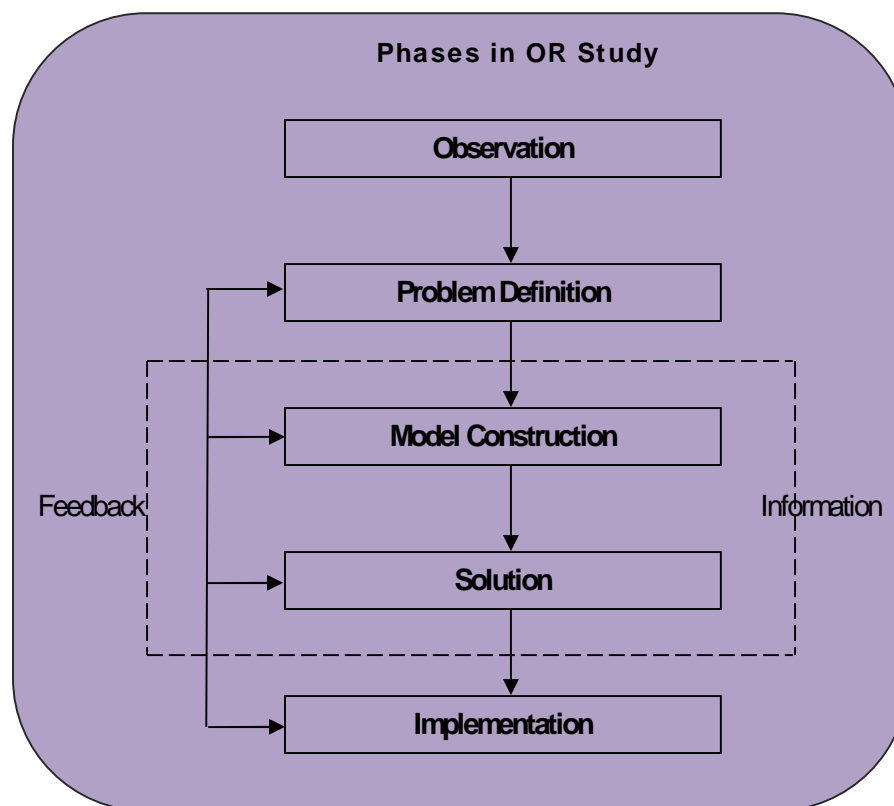 Phases in OR Study
Observation
Problem Definition
Model Construction
Feedback
Information
Solution
Implementation